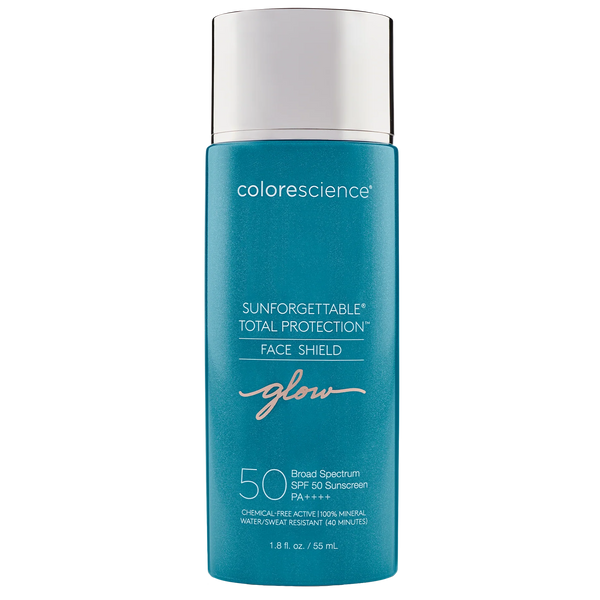 colorescience®
SUNFORGETTABLE®
TOTAL PROTECTION™
FACE SHIELD
glow
50
Broad Spectrum
SPF 50 Sunscreen
PA++++
CHEMICAL-FREE ACTIVE | 100% MINERAL
WATER/SWEAT RESISTANT (40 MINUTES)
1.8 fl. oz. / 55 mL